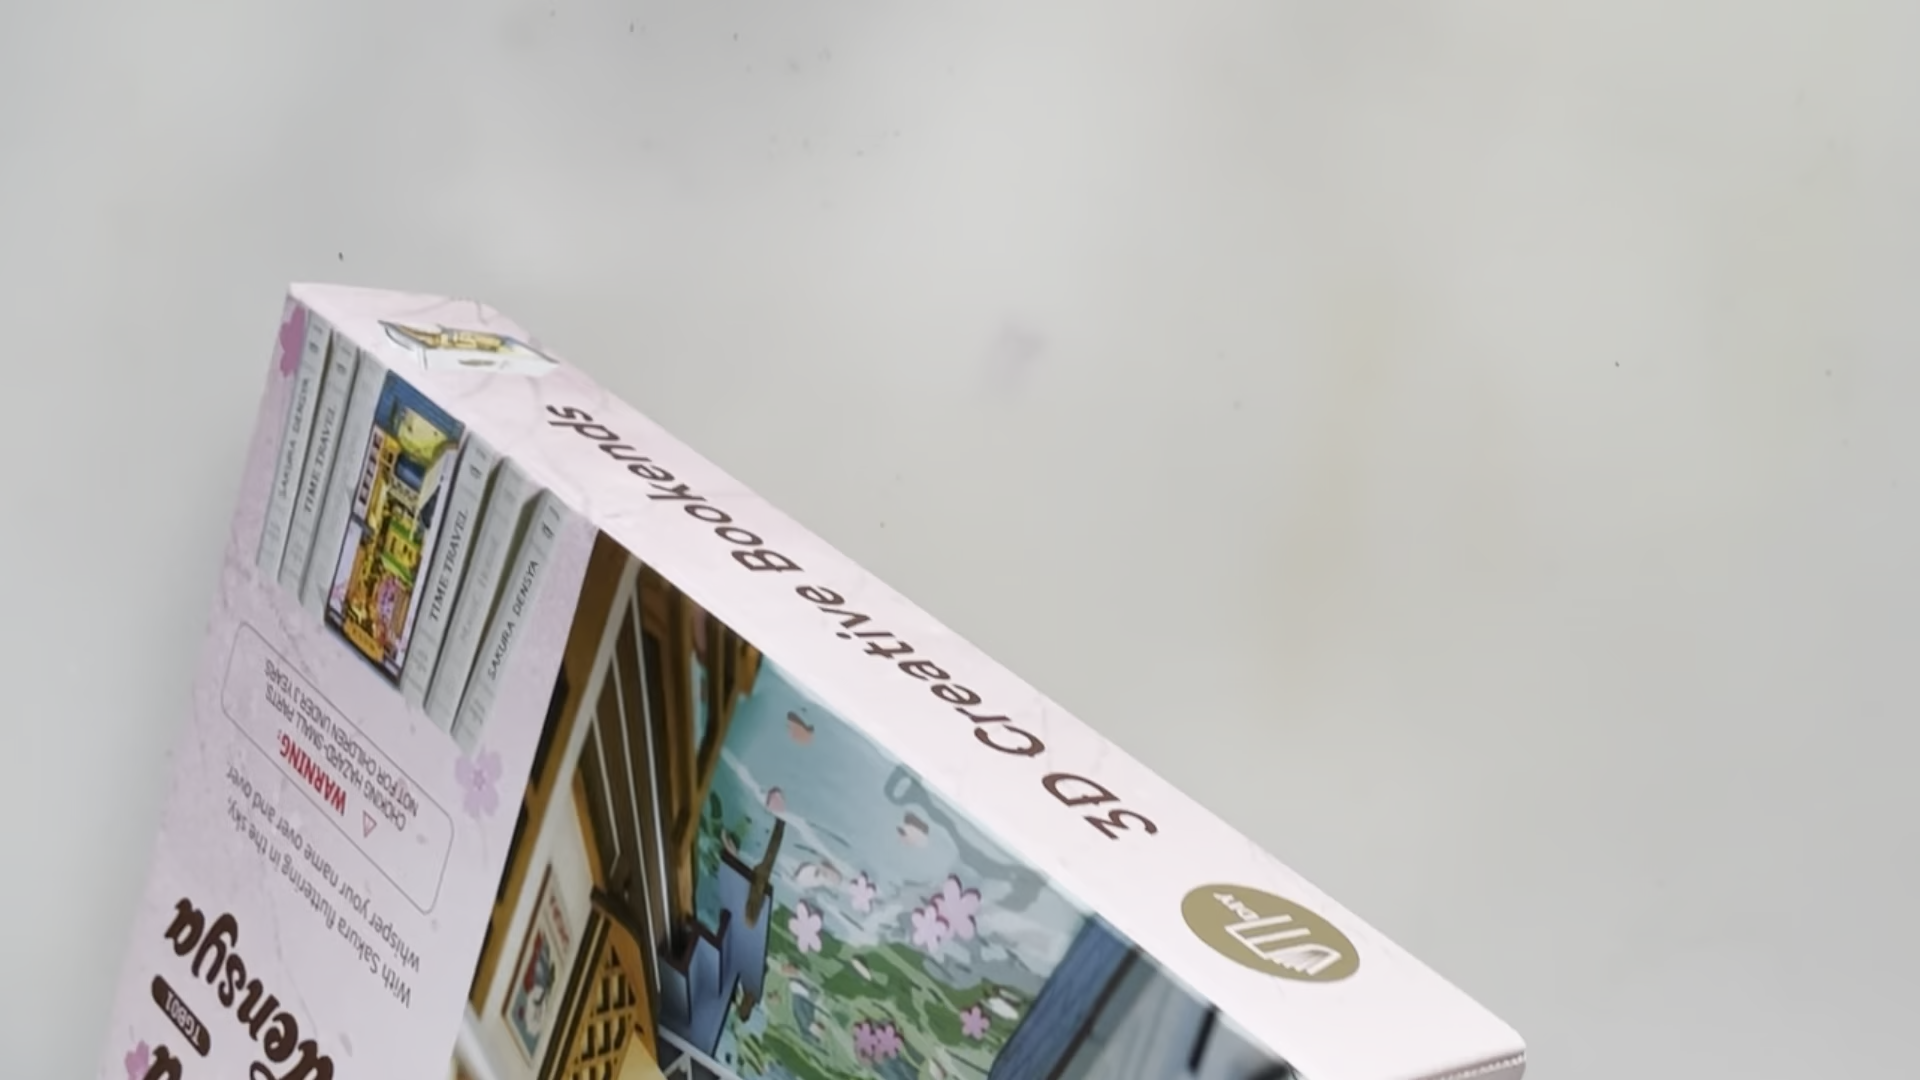 3D Creative Bookends
DIY
TGB01
densya
With Sakura fluttering in the sky,
whisper your name over and over.
WARNING:
CHOKING HAZARD-SMALL PARTS
NOT FOR CHILDREN UNDER 3 YEARS
SAKURA DENSYA
TIME TRAVEL
TIME TRAVEL
SAKURA DENSYA